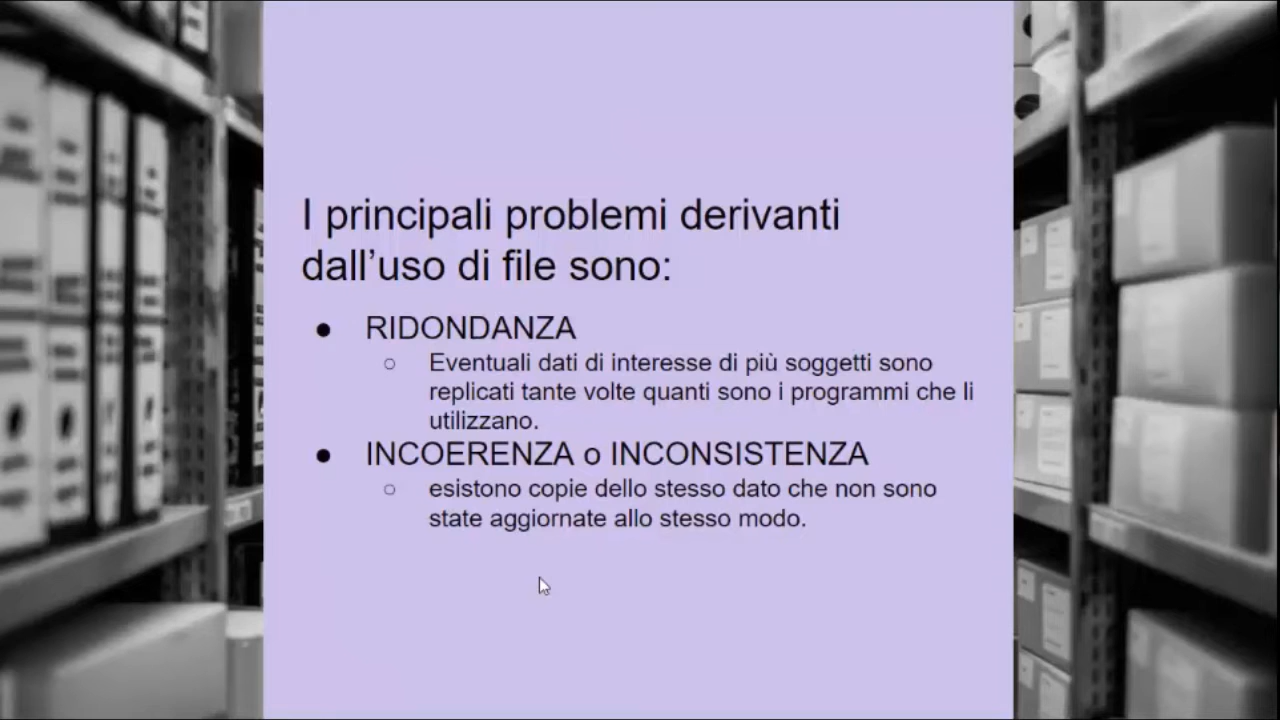 I principali problemi derivanti
dall’uso di file sono:
● RIDONDANZA
○ Eventuali dati di interesse di più soggetti sono
replicati tante volte quanti sono i programmi che li
utilizzano.
● INCOERENZA o INCONSISTENZA
○ esistono copie dello stesso dato che non sono
state aggiornate allo stesso modo.